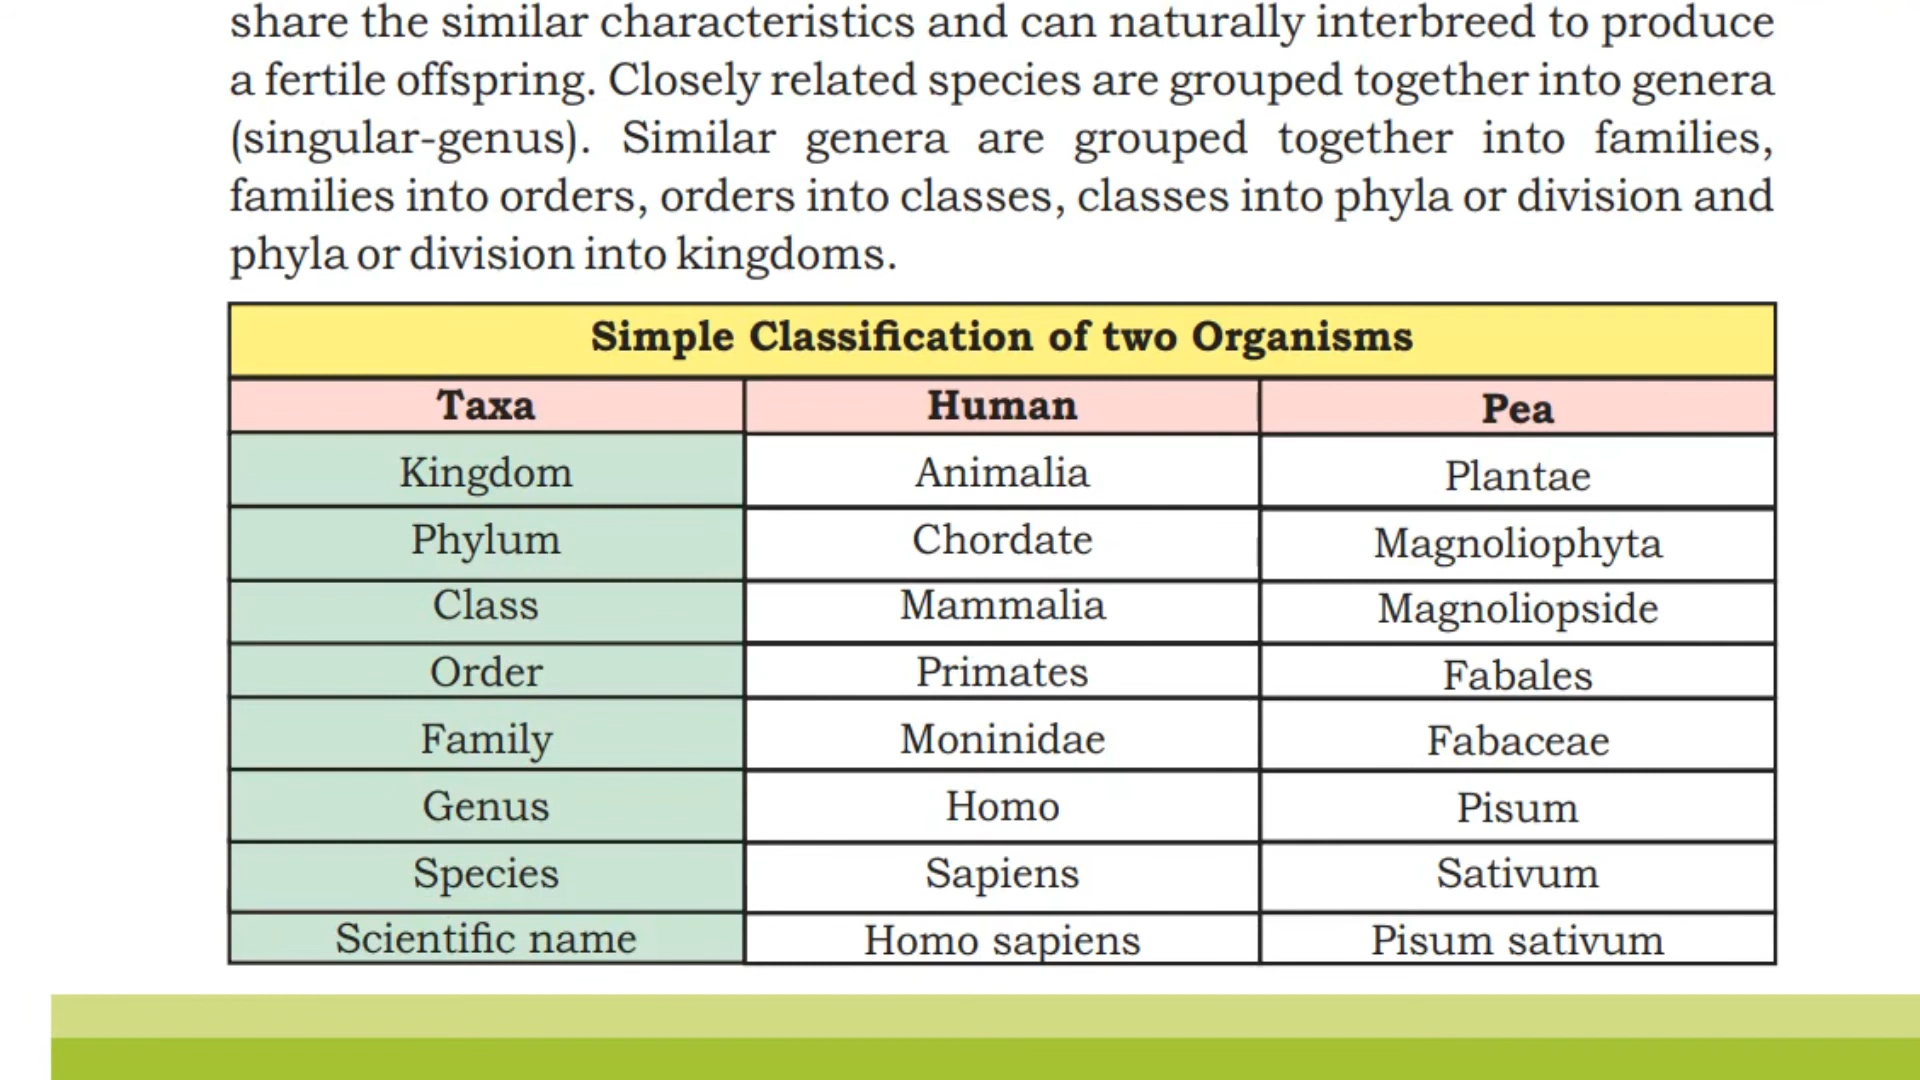 share the similar characteristics and can naturally interbreed to produce
a fertile offspring. Closely related species are grouped together into genera
(singular-genus). Similar genera are grouped together into families,
families into orders, orders into classes, classes into phyla or division and
phyla or division into kingdoms.
Simple Classification of two Organisms
Taxa Human Pea
Kingdom Animalia Plantae
Phylum Chordate Magnoliophyta
Class Mammalia Magnoliopside
Order Primates Fabales
Family Moninidae Fabaceae
Genus Homo Pisum
Species Sapiens Sativum
Scientific name Homo sapiens Pisum sativum